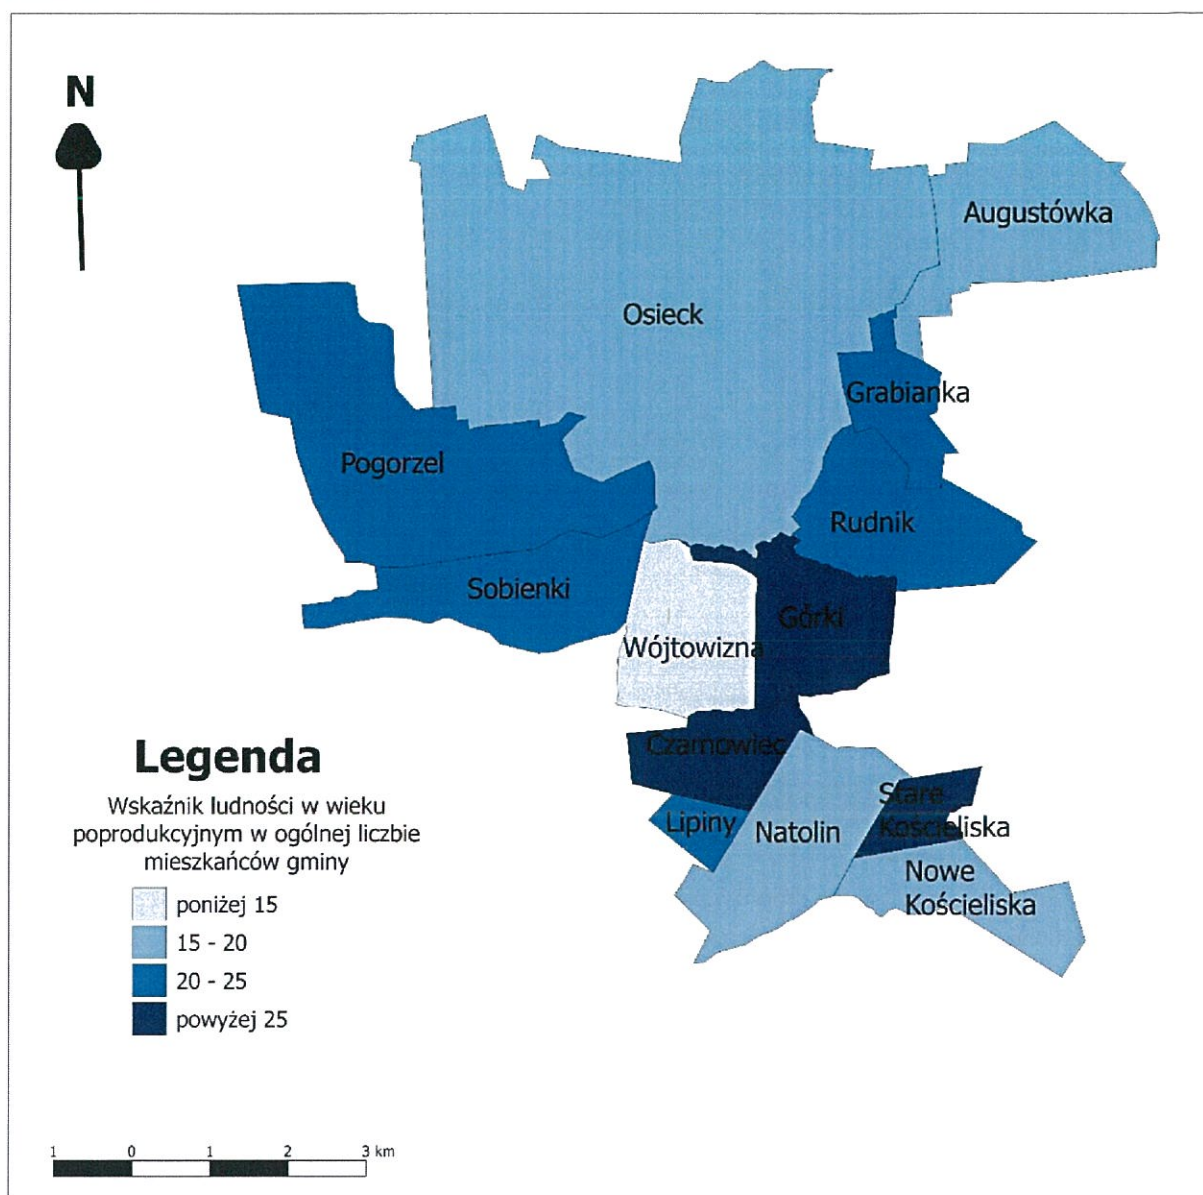 N
Augustówka
Osieck
Grabianka
Pogorzel
Rudnik
Sobienki
Górki
Wójtowizna
Czarnowiec
Stare
Kościeliska
Lipiny
Natolin
Nowe
Kościeliska
Legenda
Wskaźnik ludności w wieku
poprodukcyjnym w ogólnej liczbie
mieszkańców gminy
poniżej 15
15 - 20
20 - 25
powyżej 25
1 0 1 2 3 km